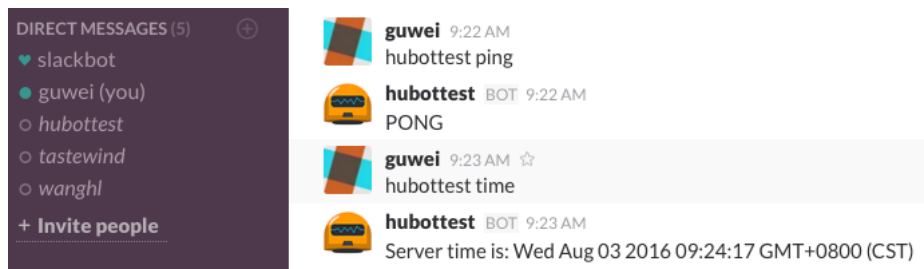 DIRECT MESSAGES (5)
slackbot
guwei (you)
hubottest
tastewind
wanghl
+ Invite people
guwei 9:22 AM
hubottest ping
hubottest BOT 9:22 AM
PONG
guwei 9:23 AM
hubottest time
hubottest BOT 9:23 AM
Server time is: Wed Aug 03 2016 09:24:17 GMT+0800 (CST)